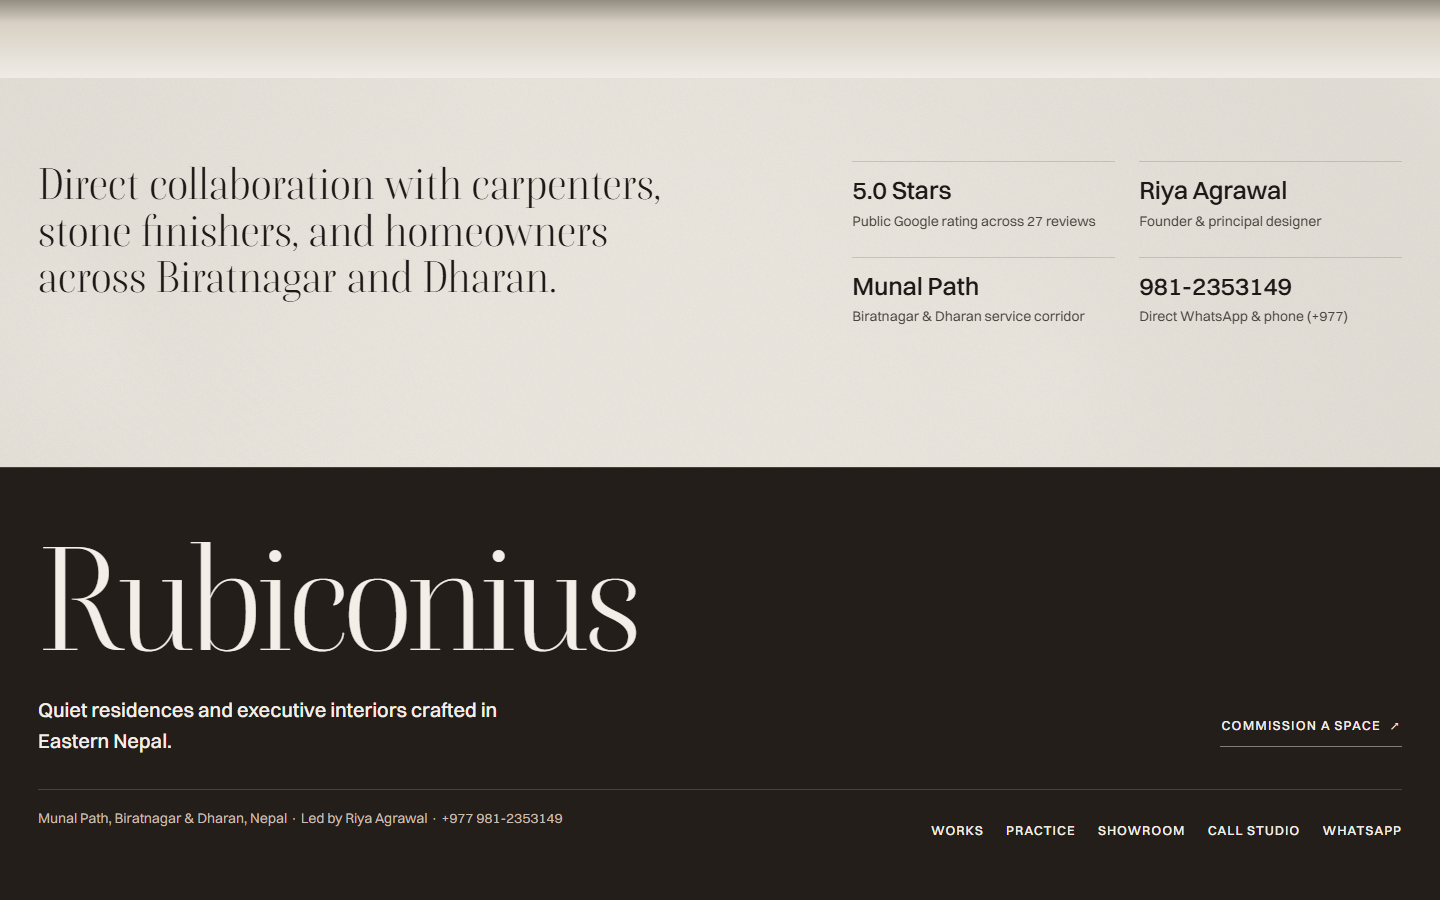 Direct collaboration with carpenters,
stone finishers, and homeowners
across Biratnagar and Dharan.
5.0 Stars
Public Google rating across 27 reviews
Riya Agrawal
Founder & principal designer
Munal Path
Biratnagar & Dharan service corridor
981-2353149
Direct WhatsApp & phone (+977)
Rubiconius
Quiet residences and executive interiors crafted in
Eastern Nepal.
COMMISSION A SPACE ↗
Munal Path, Biratnagar & Dharan, Nepal · Led by Riya Agrawal · +977 981-2353149
WORKS PRACTICE SHOWROOM CALL STUDIO WHATSAPP